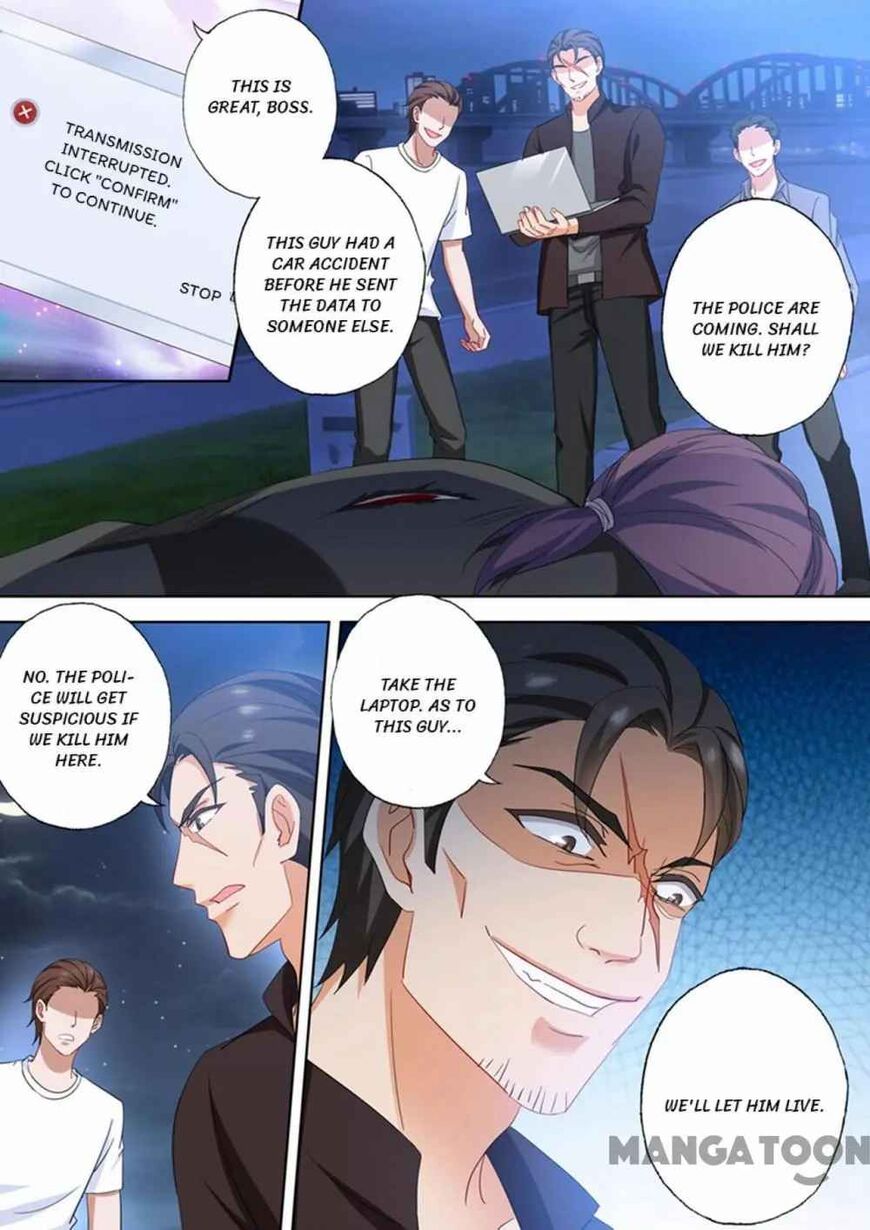 TRANSMISSION
INTERRUPTED.
CLICK "CONFIRM"
TO CONTINUE.
STOP
THIS IS
GREAT, BOSS.
THIS GUY HAD A
CAR ACCIDENT
BEFORE HE SENT
THE DATA TO
SOMEONE ELSE.
THE POLICE ARE
COMING. SHALL
WE KILL HIM?
NO. THE POLI-
CE WILL GET
SUSPICIOUS IF
WE KILL HIM
HERE.
TAKE THE
LAPTOP. AS TO
THIS GUY...
WE'LL LET HIM LIVE.
MANGATOON